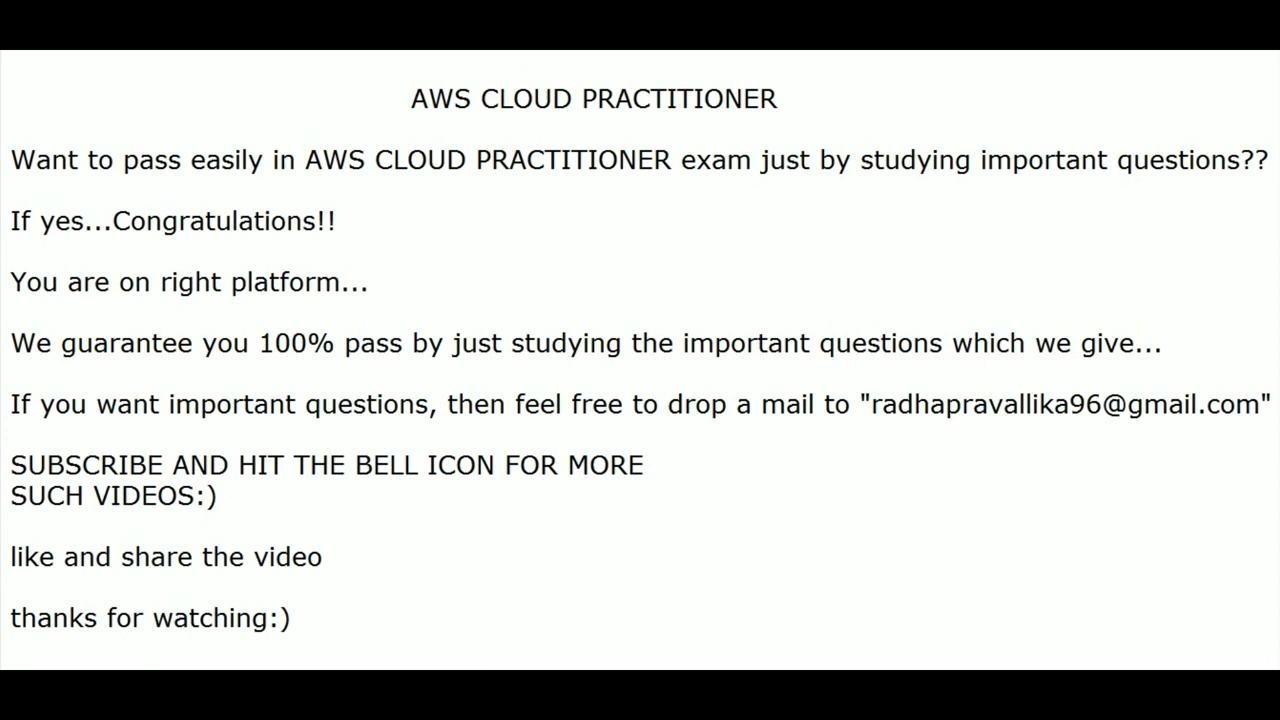 AWS CLOUD PRACTITIONER
Want to pass easily in AWS CLOUD PRACTITIONER exam just by studying important questions??
If yes...Congratulations!!
You are on right platform...
We guarantee you 100% pass by just studying the important questions which we give...
If you want important questions, then feel free to drop a mail to "radhapravallika96@gmail.com"
SUBSCRIBE AND HIT THE BELL ICON FOR MORE
SUCH VIDEOS:)
like and share the video
thanks for watching:)